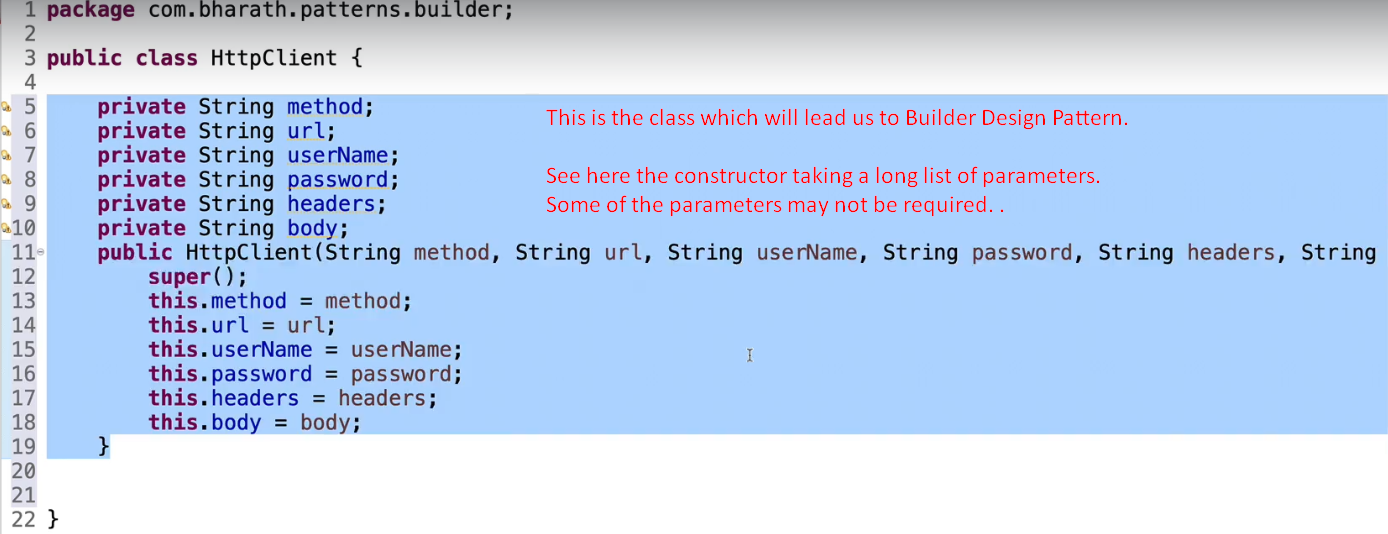 1 package com.bharath.patterns.builder;
2
3 public class HttpClient {
4
5 private String method;
This is the class which will lead us to Builder Design Pattern.
6 private String url;
7 private String userName;
8 private String password;
See here the constructor taking a long list of parameters.
9 private String headers;
Some of the parameters may not be required. .
10 private String body;
11 public HttpClient(String method, String url, String userName, String password, String headers, String
12 super();
13 this.method = method;
14 this.url = url;
15 this.userName = userName;
16 this.password = password;
17 this.headers = headers;
18 this.body = body;
19 }
20
21
22 }